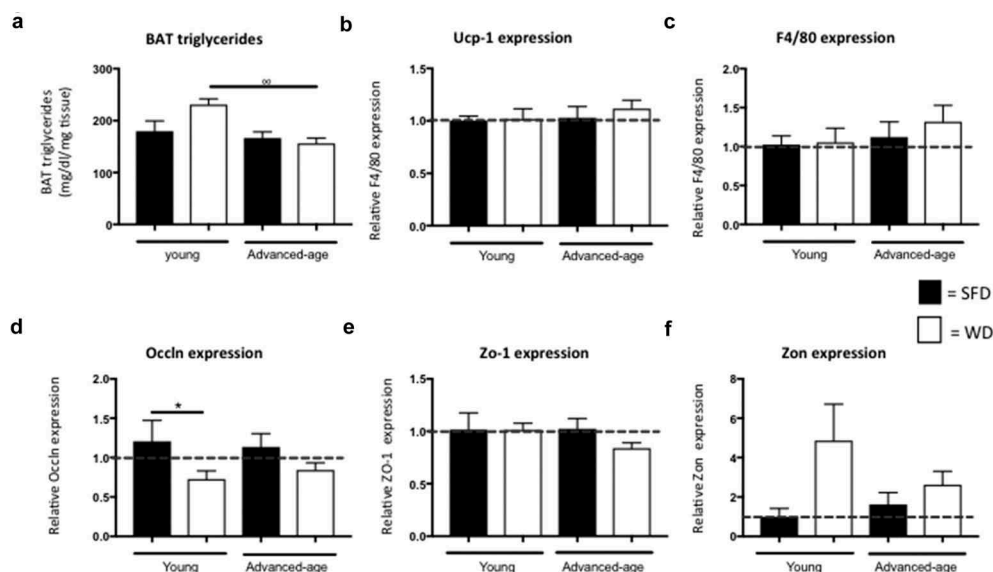 a
BAT triglycerides
BAT triglycerides
(mg/dl/mg tissue)
300
200
100
0
∞
young
Advanced-age
b
Ucp-1 expression
Relative F4/80 expression
1.5
1.0
0.5
0.0
Young
Advanced-age
c
F4/80 expression
Relative F4/80 expression
2.0
1.5
1.0
0.5
0.0
Young
Advanced-age
= SFD
= WD
d
Occln expression
Relative Occln expression
2.0
1.5
1.0
0.5
0.0
*
Young
Advanced-age
e
Zo-1 expression
Relative ZO-1 expression
1.5
1.0
0.5
0.0
Young
Advanced-age
f
Zon expression
Relative Zon expression
8
6
4
2
0
Young
Advanced-age